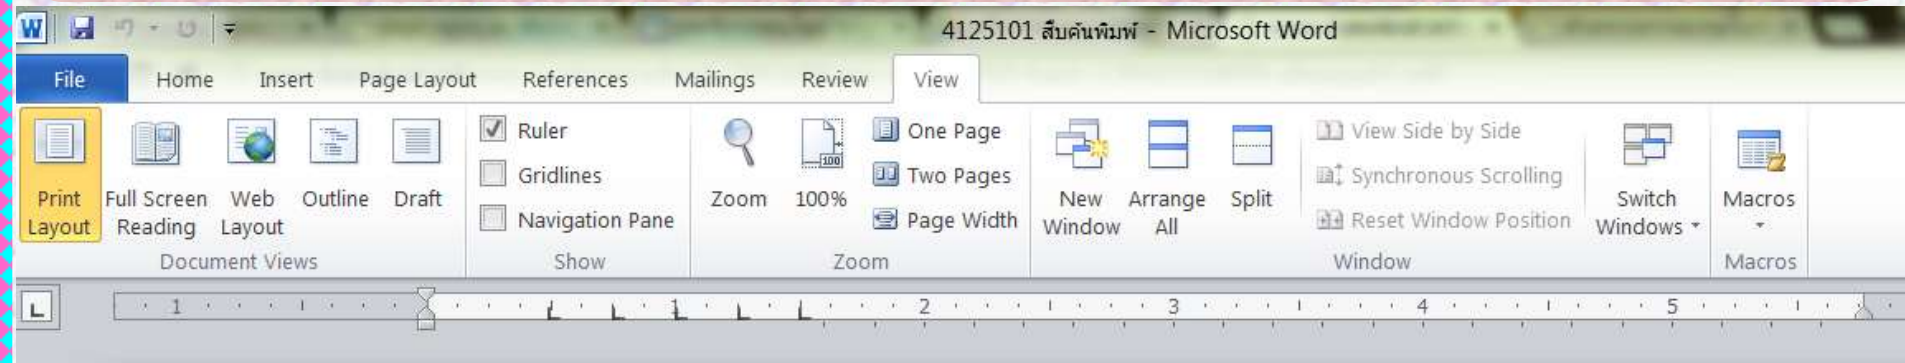 W
4125101 สืบค้นพิมพ์ - Microsoft Word
File Home Insert Page Layout References Mailings Review View
Print Layout
Full Screen Reading
Web Layout
Outline
Draft
Document Views
Ruler
Gridlines
Navigation Pane
Show
Zoom
100
100%
One Page
Two Pages
Page Width
Zoom
New Window
Arrange All
Split
View Side by Side
Synchronous Scrolling
Reset Window Position
Switch Windows
Window
Macros
Macros
L 1 1 2 3 4 5